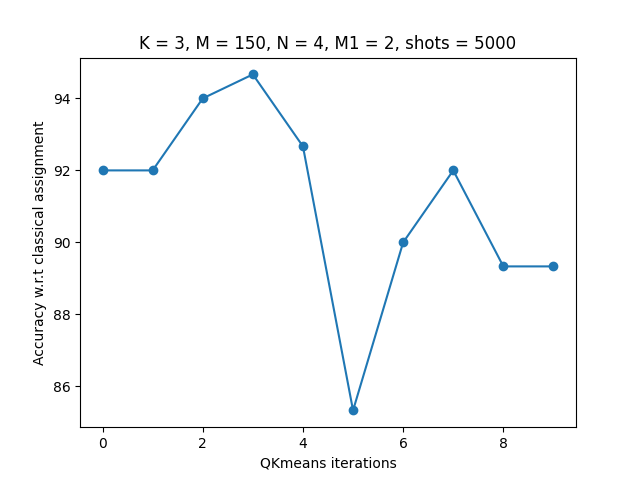 K = 3, M = 150, N = 4, M1 = 2, shots = 5000
Accuracy w.r.t classical assignment
94
92
90
88
86
0 2 4 6 8
QKmeans iterations